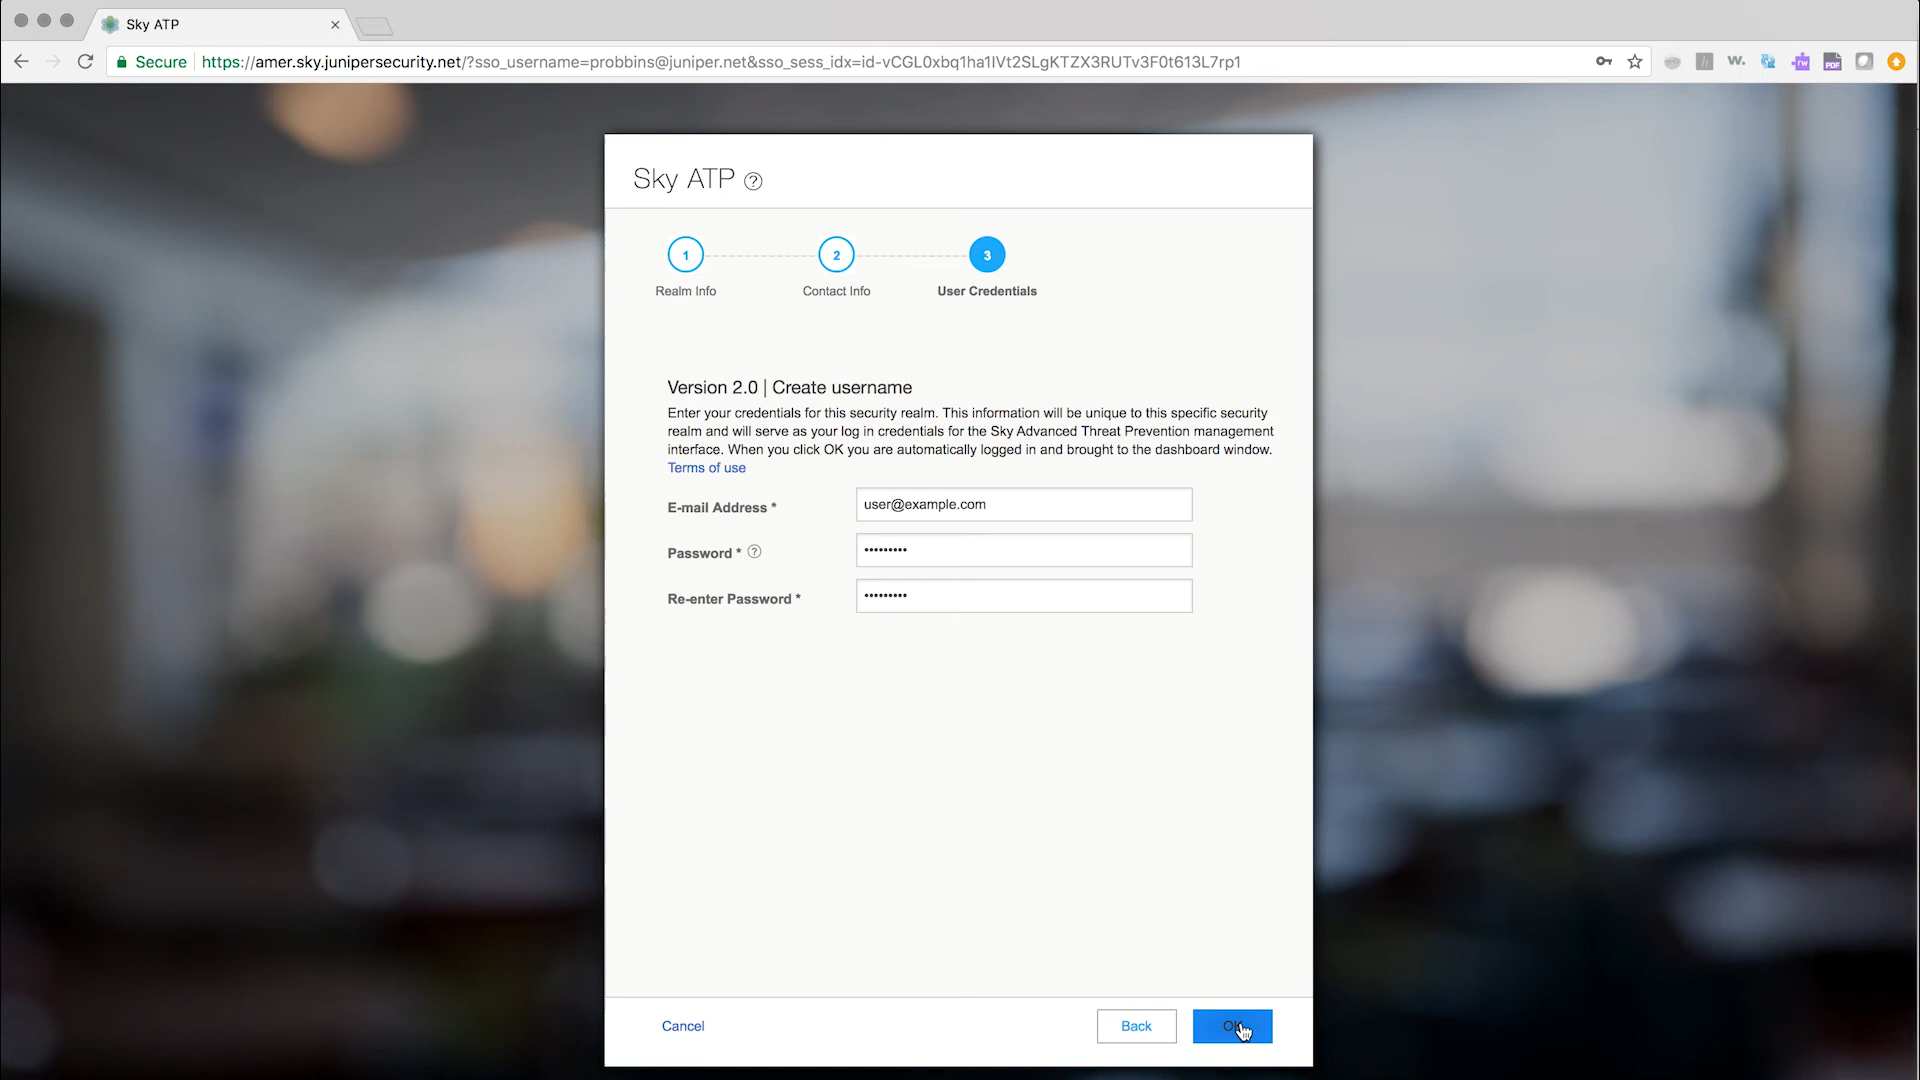 Sky ATP
Secure https://amer.sky.junipersecurity.net/?sso_username=probbins@juniper.net&sso_sess_idx=id-vCGL0xbq1ha1IVt2SLgKTZX3RUTv3F0t613L7rp1
W.
rw
PDF
Sky ATP ?
1 2 3
Realm Info Contact Info User Credentials
Version 2.0 | Create username
Enter your credentials for this security realm. This information will be unique to this specific security
realm and will serve as your log in credentials for the Sky Advanced Threat Prevention management
interface. When you click OK you are automatically logged in and brought to the dashboard window.
Terms of use
E-mail Address * user@example.com
Password * ? •••••••••
Re-enter Password * •••••••••
Cancel Back OK